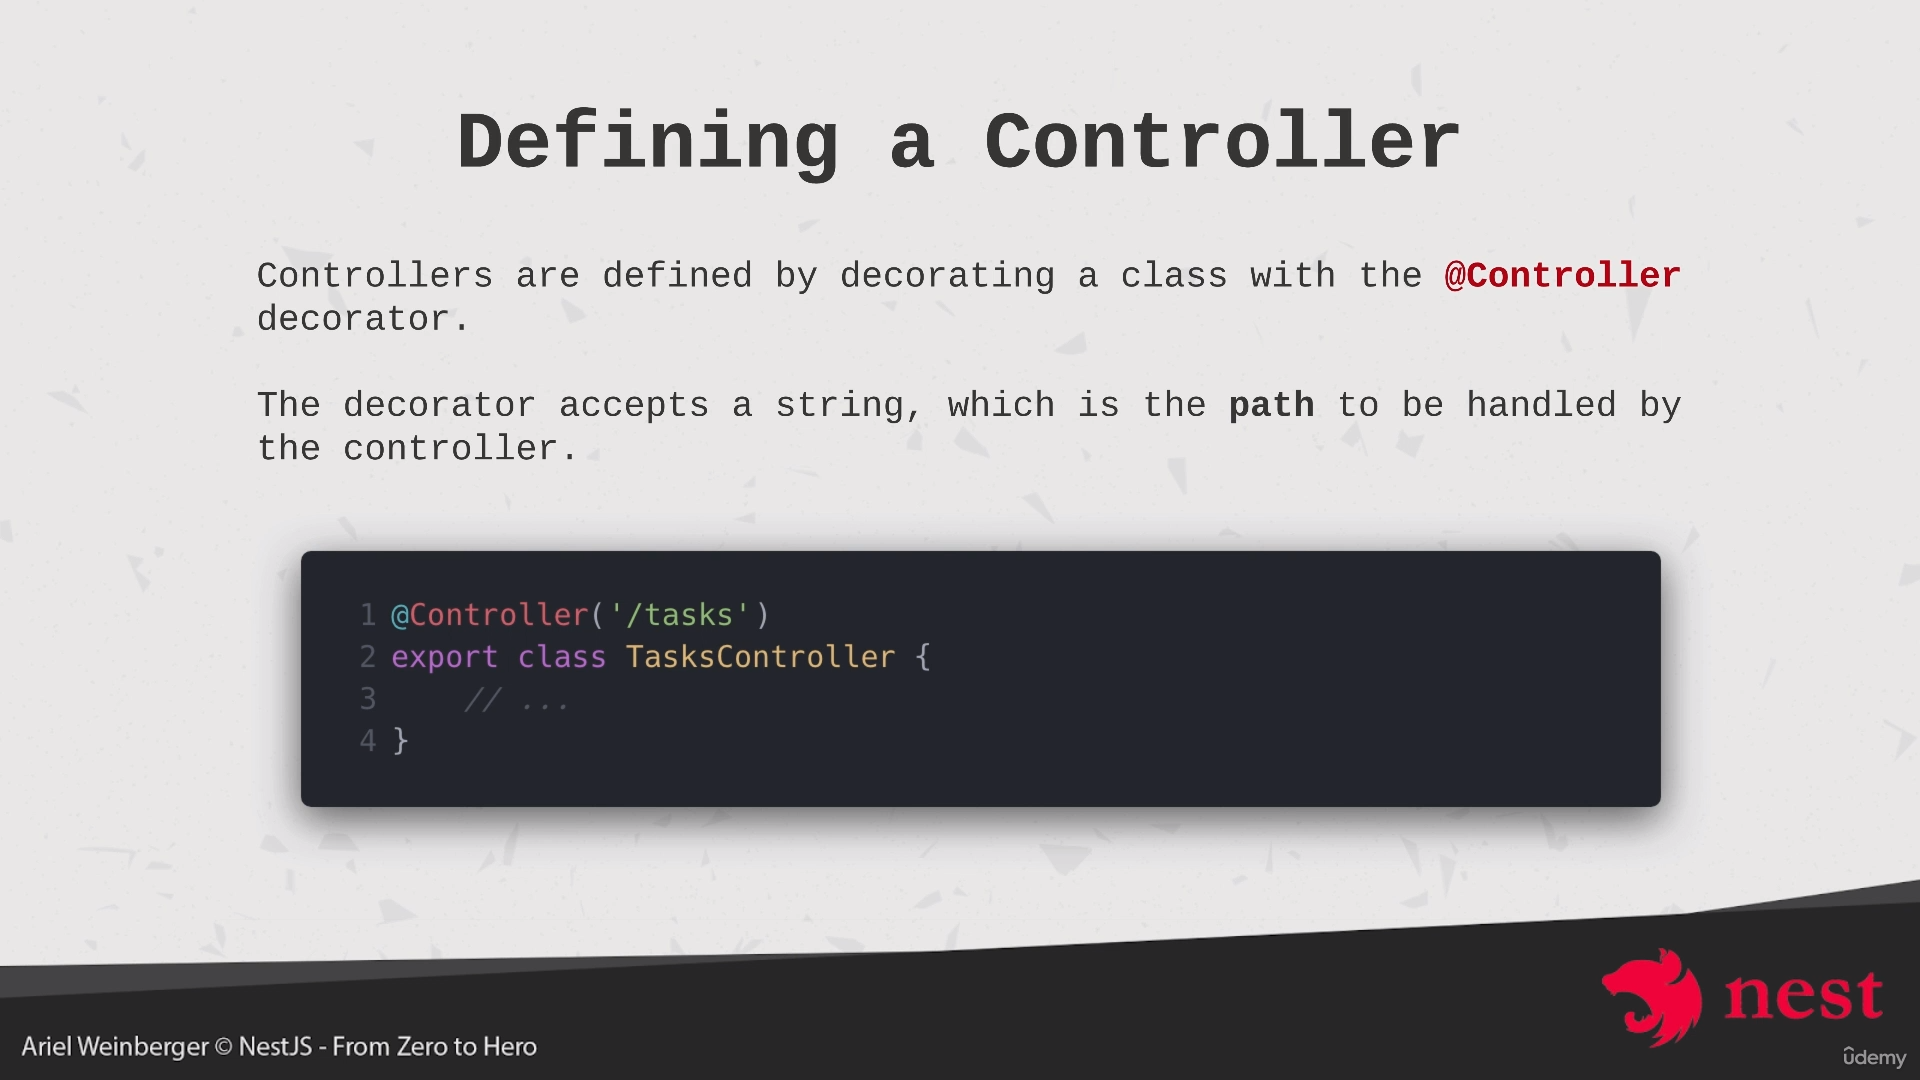 Defining a Controller
Controllers are defined by decorating a class with the @Controller
decorator.
The decorator accepts a string, which is the path to be handled by
the controller.
1 @Controller('/tasks')
2 export class TasksController {
3     // ...
4 }
nest
Ariel Weinberger © NestJS - From Zero to Hero
ûdemy